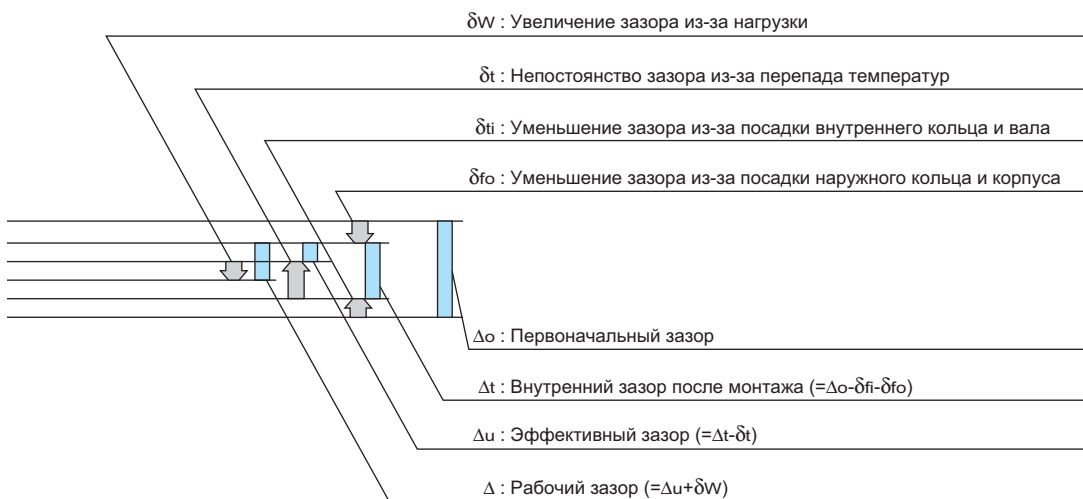 δW : Увеличение зазора из-за нагрузки
δt : Непостоянство зазора из-за перепада температур
δti : Уменьшение зазора из-за посадки внутреннего кольца и вала
δfo : Уменьшение зазора из-за посадки наружного кольца и корпуса
Δo : Первоначальный зазор
Δt : Внутренний зазор после монтажа (=Δo-δfi-δfo)
Δu : Эффективный зазор (=Δt-δt)
Δ : Рабочий зазор (=Δu+δW)